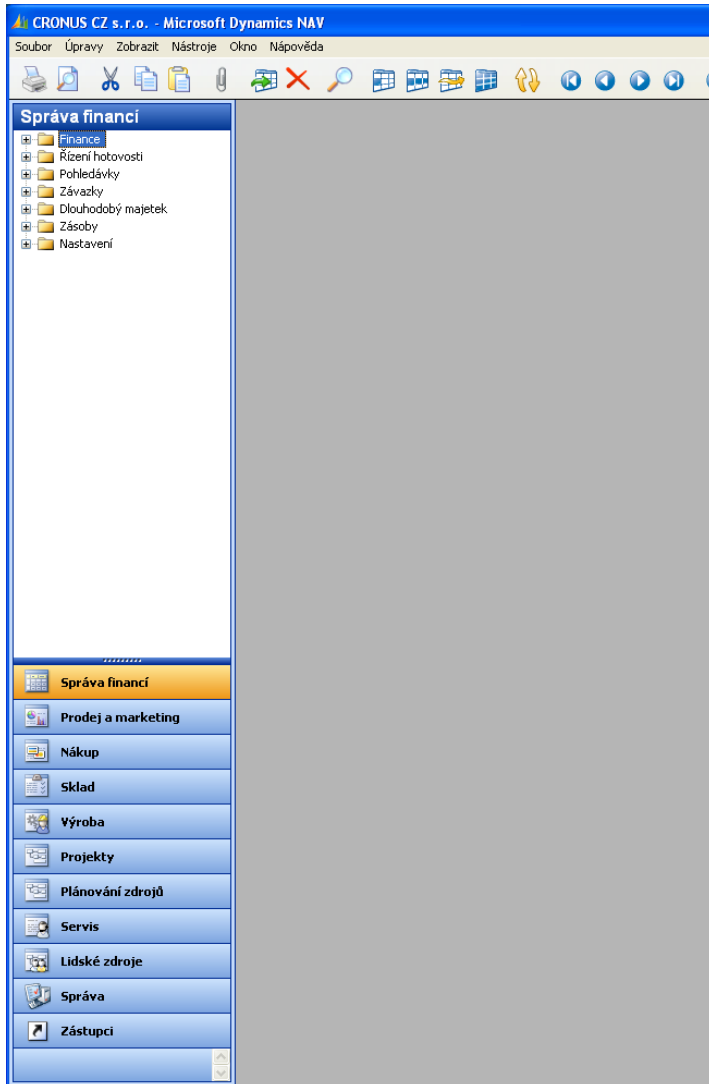 CRONUS CZ s.r.o. - Microsoft Dynamics NAV
Soubor Úpravy Zobrazit Nástroje Okno Nápověda
Správa financí
Finance
Řízení hotovosti
Pohledávky
Závazky
Dlouhodobý majetek
Zásoby
Nastavení
Správa financí
Prodej a marketing
Nákup
Sklad
Výroba
Projekty
Plánování zdrojů
Servis
Lidské zdroje
Správa
Zástupci